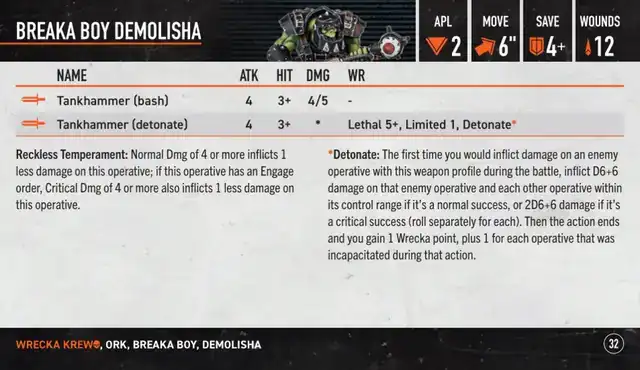 BREAKA BOY DEMOLISHA
APL MOVE SAVE WOUNDS
2 6" 4+ 12
NAME ATK HIT DMG WR
Tankhammer (bash) 4 3+ 4/5 -
Tankhammer (detonate) 4 3+ * Lethal 5+, Limited 1, Detonate*
Reckless Temperament: Normal Dmg of 4 or more inflicts 1
less damage on this operative; if this operative has an Engage
order, Critical Dmg of 4 or more also inflicts 1 less damage on
this operative.
*Detonate: The first time you would inflict damage on an enemy
operative with this weapon profile during the battle, inflict D6+6
damage on that enemy operative and each other operative within
its control range if it's a normal success, or 2D6+6 damage if it's
a critical success (roll separately for each). Then the action ends
and you gain 1 Wrecka point, plus 1 for each operative that was
incapacitated during that action.
WRECKA KREW, ORK, BREAKA BOY, DEMOLISHA
32